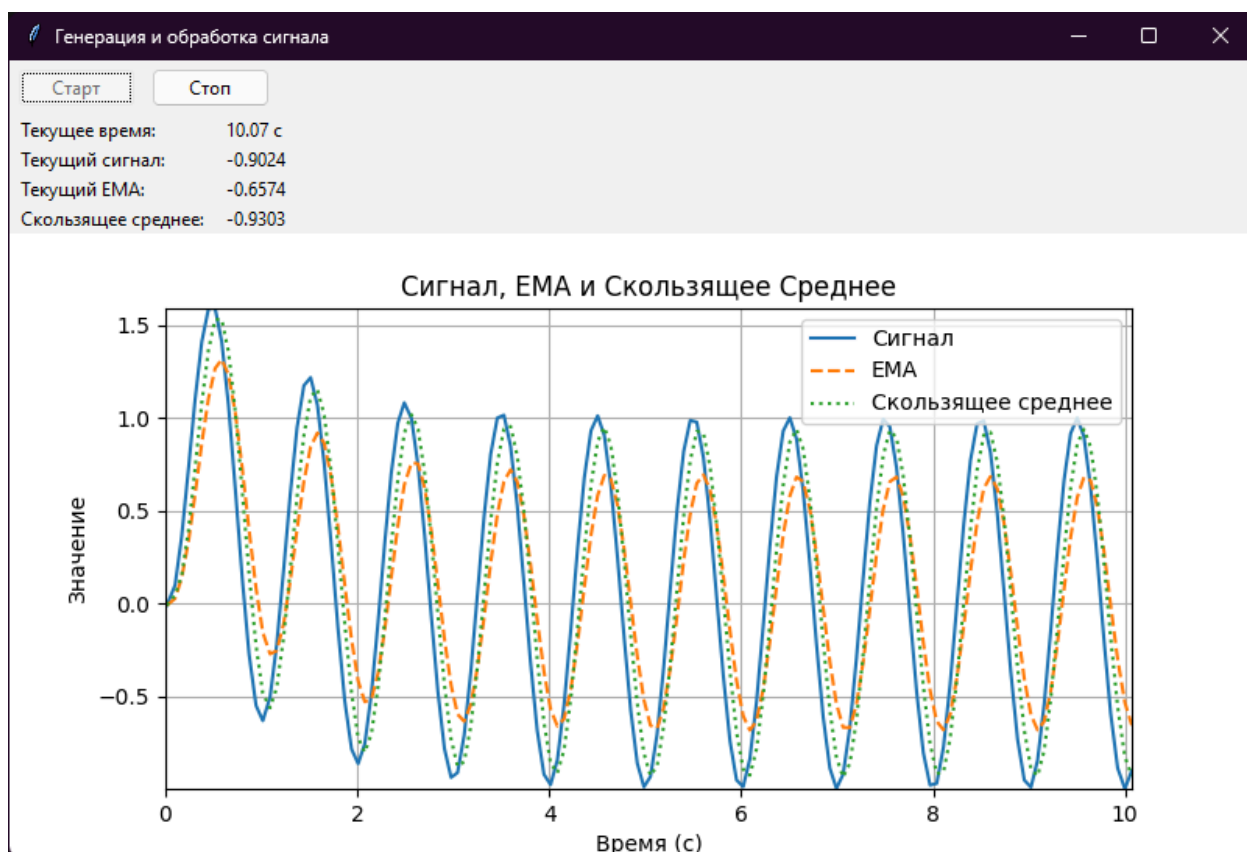 Генерация и обработка сигнала
Старт Стоп
Текущее время: 10.07 с
Текущий сигнал: -0.9024
Текущий EMA: -0.6574
Скользящее среднее: -0.9303
Сигнал, EMA и Скользящее Среднее
Сигнал
EMA
Скользящее среднее
Значение
1.5
1.0
0.5
0.0
−0.5
0 2 4 6 8 10
Время (с)